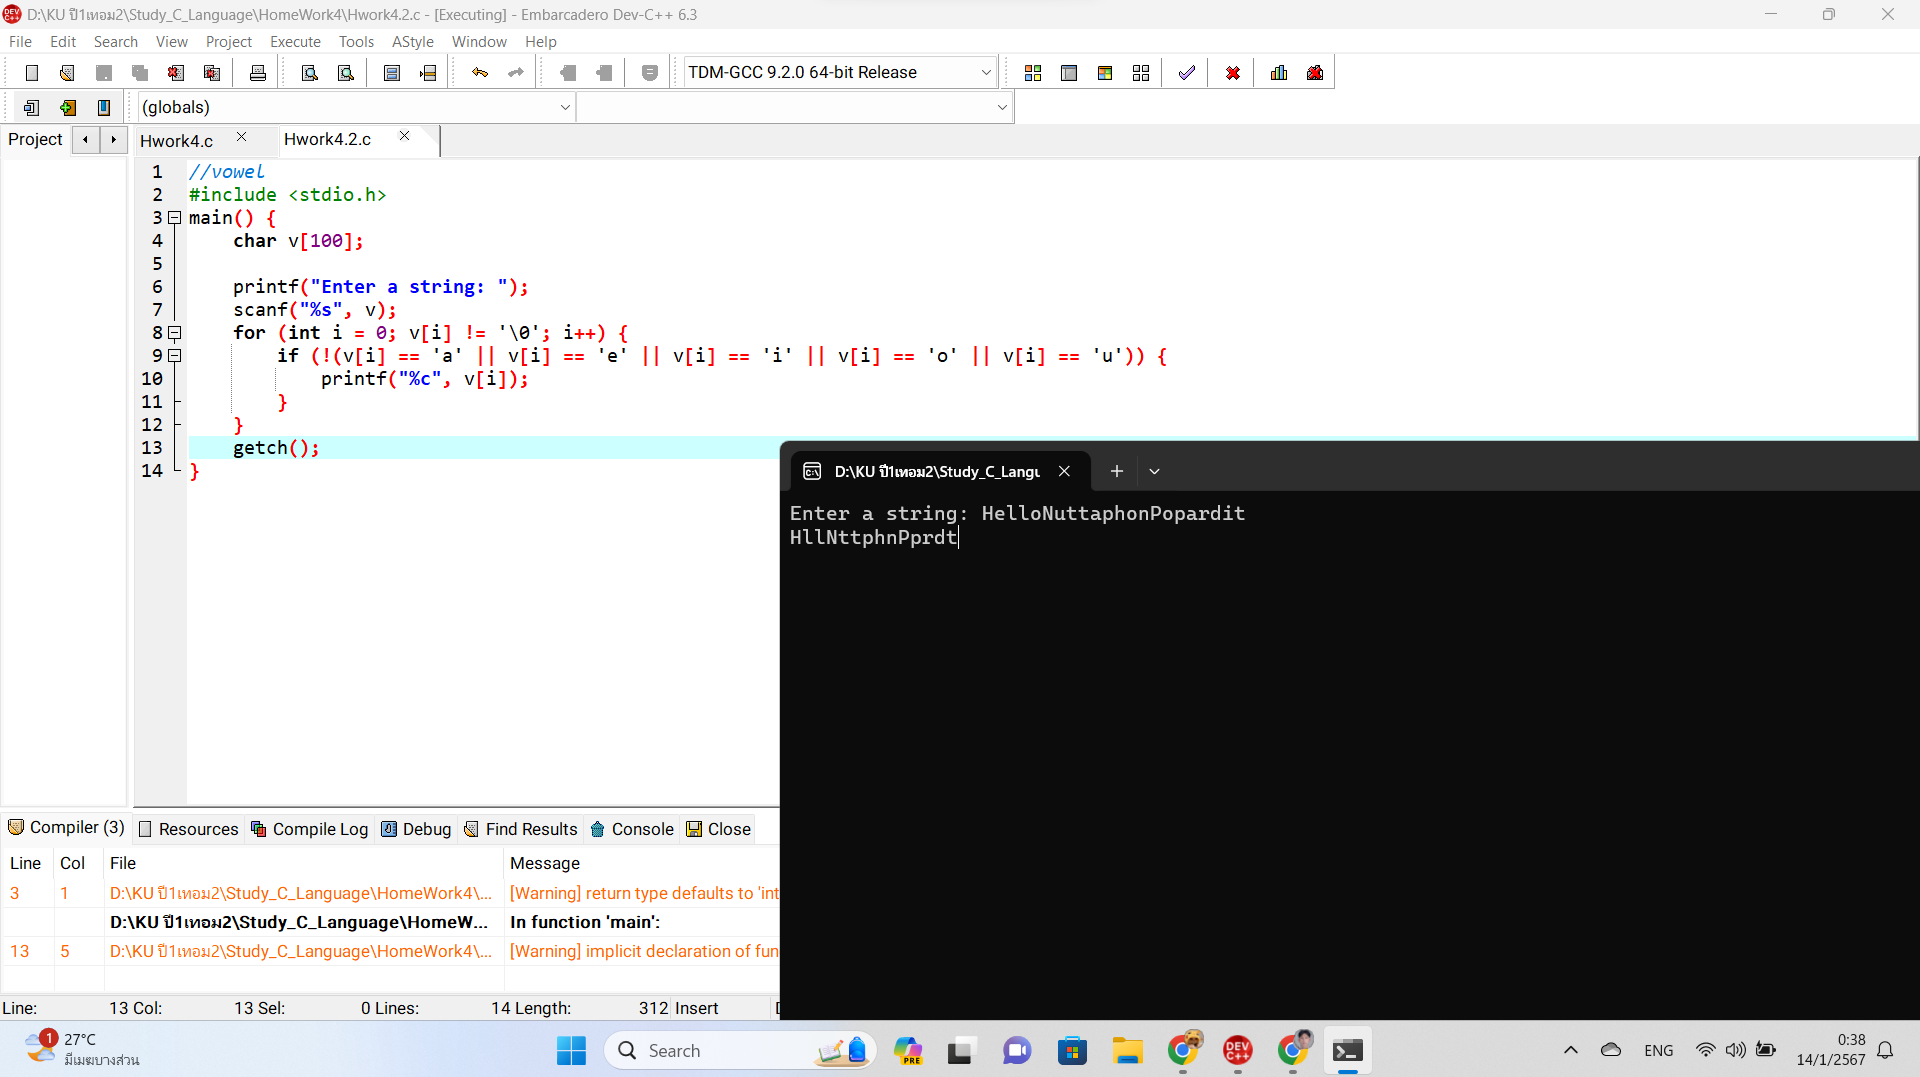 D:\KU ปี1เทอม2\Study_C_Language\HomeWork4\Hwork4.2.c - [Executing] - Embarcadero Dev-C++ 6.3
File Edit Search View Project Execute Tools AStyle Window Help
TDM-GCC 9.2.0 64-bit Release
(globals)
Project Hwork4.c Hwork4.2.c
1 //vowel
2 #include <stdio.h>
3 main() {
4 char v[100];
5
6 printf("Enter a string: ");
7 scanf("%s", v);
8 for (int i = 0; v[i] != '\0'; i++) {
9 if (!(v[i] == 'a' || v[i] == 'e' || v[i] == 'i' || v[i] == 'o' || v[i] == 'u')) {
10 printf("%c", v[i]);
11 }
12 }
13 getch();
14 }
D:\KU ปี1เทอม2\Study_C_Langu
Enter a string: HelloNuttaphonPopardit
HllNttphnPprdt
Compiler (3) Resources Compile Log Debug Find Results Console Close
Line Col File Message
3 1 D:\KU ปี1เทอม2\Study_C_Language\HomeWork4\... [Warning] return type defaults to 'int
D:\KU ปี1เทอม2\Study_C_Language\HomeW... In function 'main':
13 5 D:\KU ปี1เทอม2\Study_C_Language\HomeWork4\... [Warning] implicit declaration of fun
Line: 13 Col: 13 Sel: 0 Lines: 14 Length: 312 Insert
1 27°C
มีเมฆบางส่วน
Search
PRE
DEV C++
ENG
0:38
14/1/2567